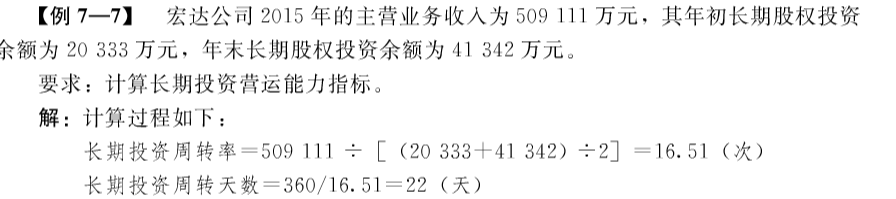 【例 7—7】 宏达公司 2015 年的主营业务收入为 509 111 万元，其年初长期股权投资
余额为 20 333 万元，年末长期股权投资余额为 41 342 万元。
要求：计算长期投资营运能力指标。
解：计算过程如下：
长期投资周转率＝509 111 ÷［（20 333＋41 342）÷2］＝16.51（次）
长期投资周转天数＝360/16.51＝22（天）